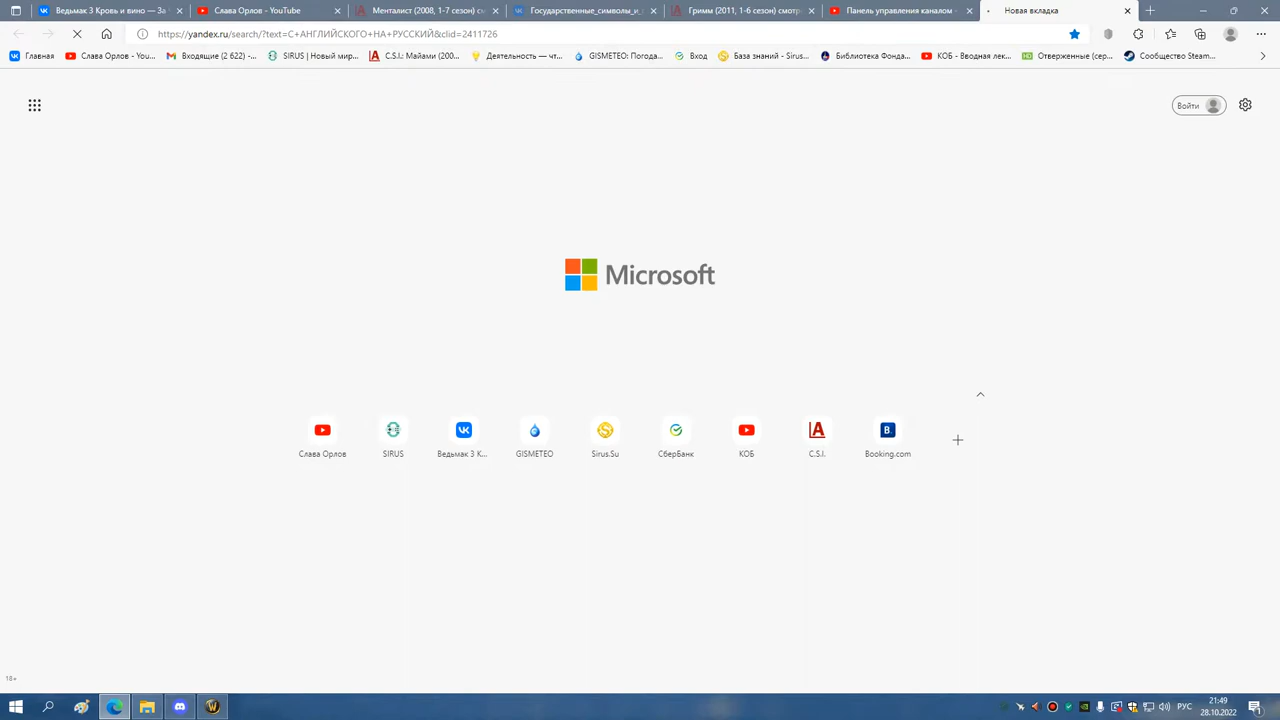 Ведьмак 3 Кровь и вино — За
Слава Орлов - YouTube
Менталист (2008, 1-7 сезон) см
Государственные_символы_и_
Гримм (2011, 1-6 сезон) смотр
Панель управления каналом -
Новая вкладка
https://yandex.ru/search/?text=С+АНГЛИЙСКОГО+НА+РУССКИЙ&clid=2411726
Главная
Слава Орлов - You...
Входящие (2 622) -...
SIRUS | Новый мир...
C.S.I.: Майами (200...
Деятельность — чт...
GISMETEO: Погода...
Вход
База знаний - Sirus...
Библиотека Фонда...
КОБ - Вводная лек...
Отверженные (сер...
Сообщество Steam...
Войти
Microsoft
Слава Орлов
SIRUS
Ведьмак 3 К...
GISMETEO
Sirus.Su
СберБанк
КОБ
C.S.I.
Booking.com
18+
РУС
21:49
28.10.2022